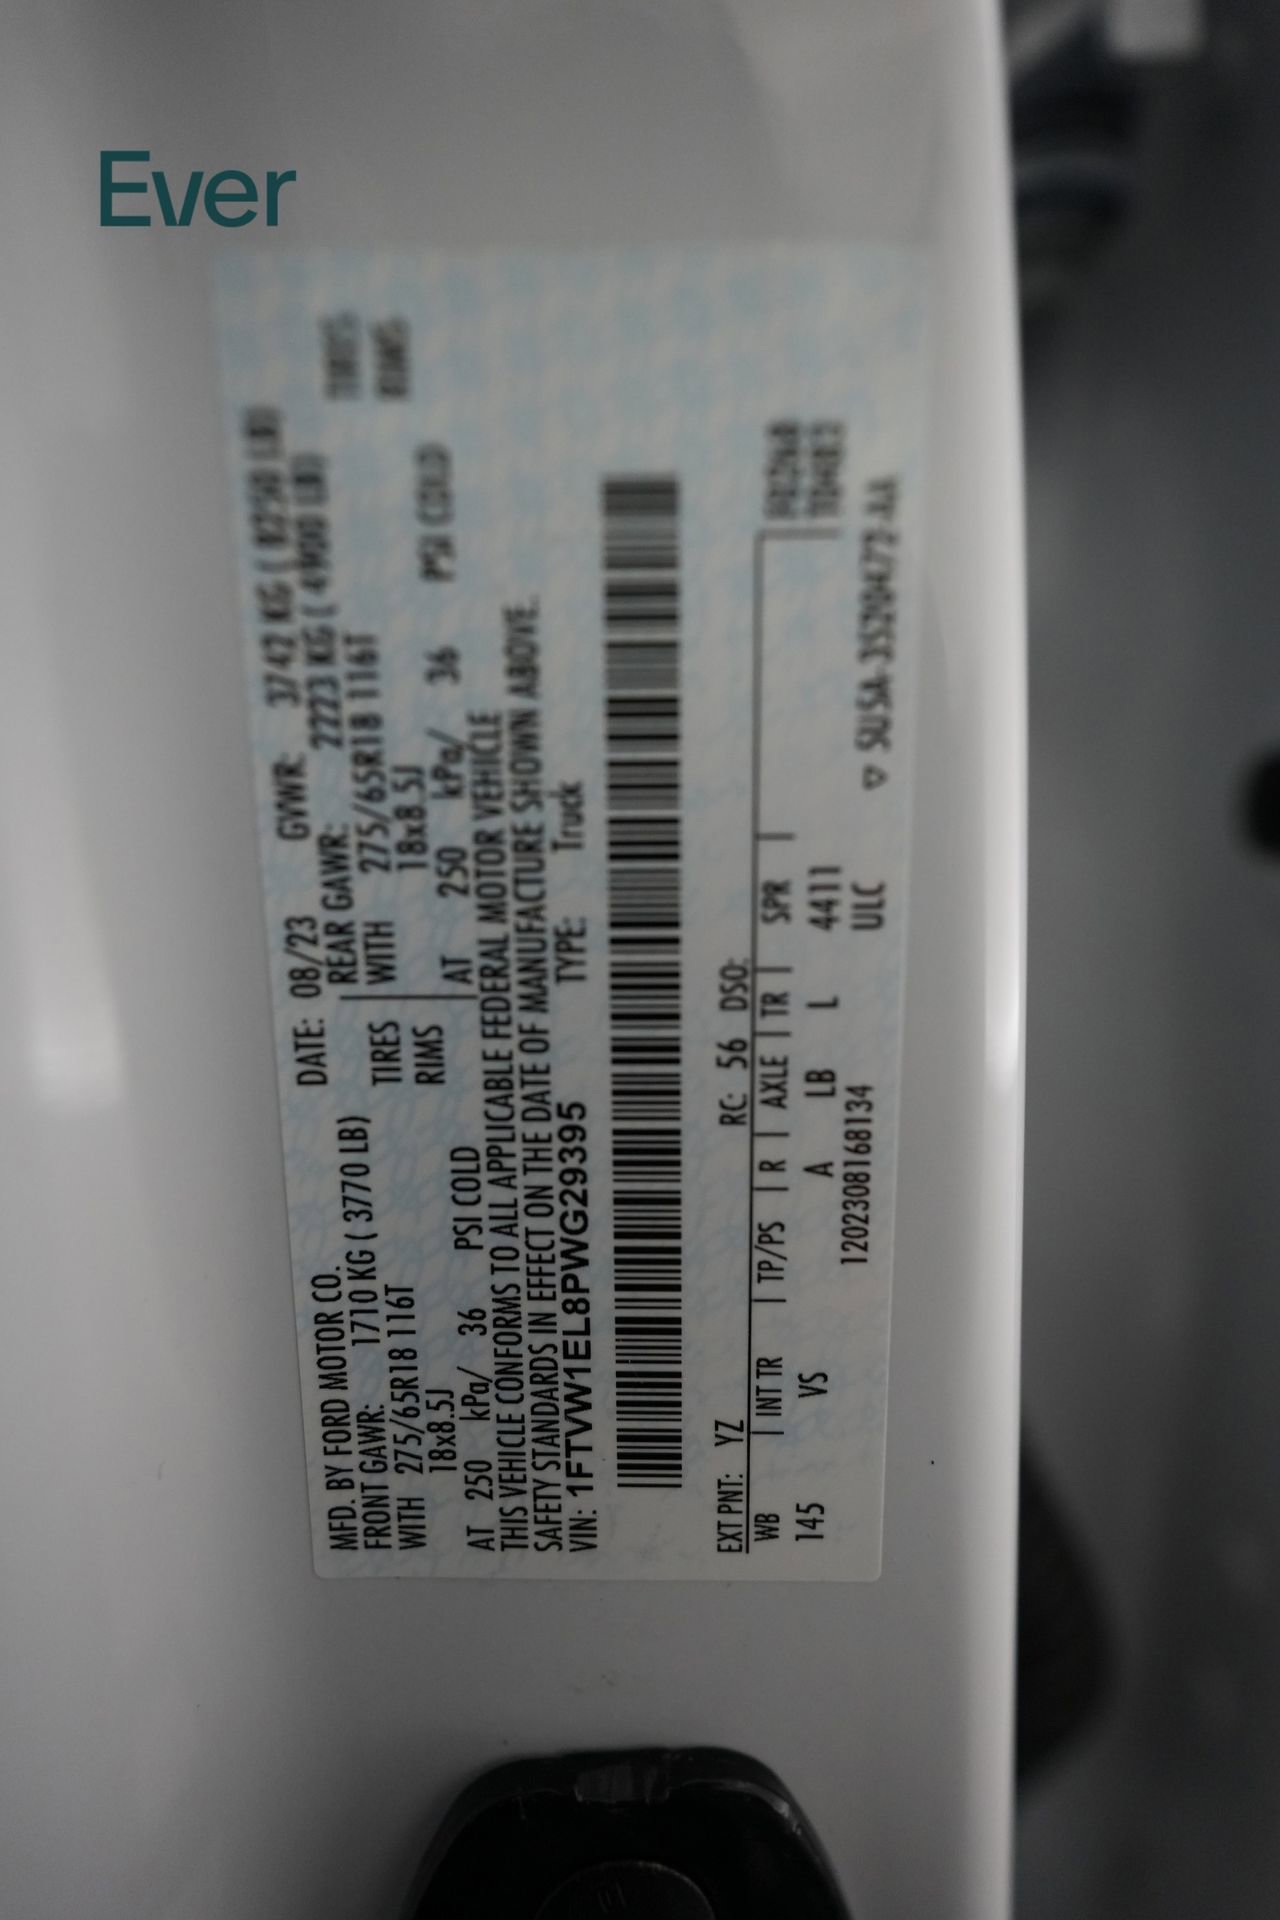 Ever
MFD. BY FORD MOTOR CO. DATE: 08/23 GVWR: 3742 KG ( 8250 LB)
FRONT GAWR: 1710 KG ( 3770 LB) REAR GAWR: 2223 KG ( 4900 LB)
WITH 275/65R18 116T TIRES WITH 275/65R18 116T TIRES
18x8.5J RIMS 18x8.5J RIMS
AT 250 kPa/ 36 PSI COLD AT 250 kPa/ 36 PSI COLD
THIS VEHICLE CONFORMS TO ALL APPLICABLE FEDERAL MOTOR VEHICLE
SAFETY STANDARDS IN EFFECT ON THE DATE OF MANUFACTURE SHOWN ABOVE.
VIN: 1FTVW1EL8PWG29395 TYPE: Truck
EXT PNT: YZ RC: 56 DSO:
WB INT TR TP/PS R AXLE TR SPR
145 VS A LB L 4411
1202308168134 ULC
SUSA-3520472-AA